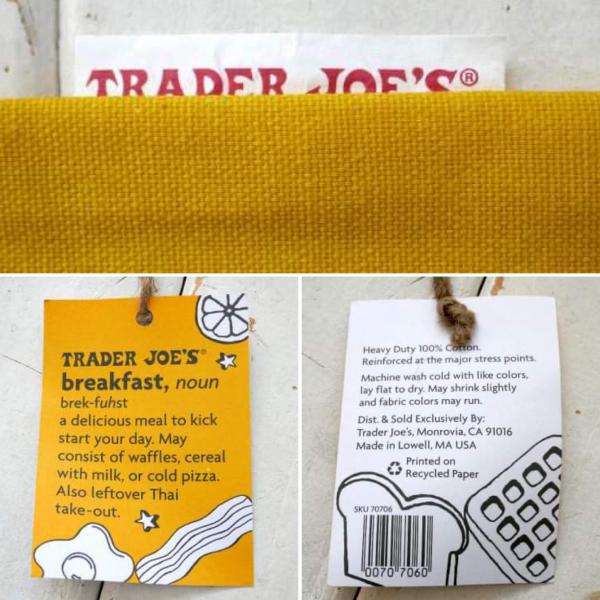 TRADER JOE'S®
TRADER JOE'S®
breakfast, noun
brek-fuhst
a delicious meal to kick
start your day. May
consist of waffles, cereal
with milk, or cold pizza.
Also leftover Thai
take-out.
Heavy Duty 100% Cotton.
Reinforced at the major stress points.
Machine wash cold with like colors,
lay flat to dry. May shrink slightly
and fabric colors may run.
Dist. & Sold Exclusively By:
Trader Joe's, Monrovia, CA 91016
Made in Lowell, MA USA
Printed on
Recycled Paper
SKU 70706
0070 7060